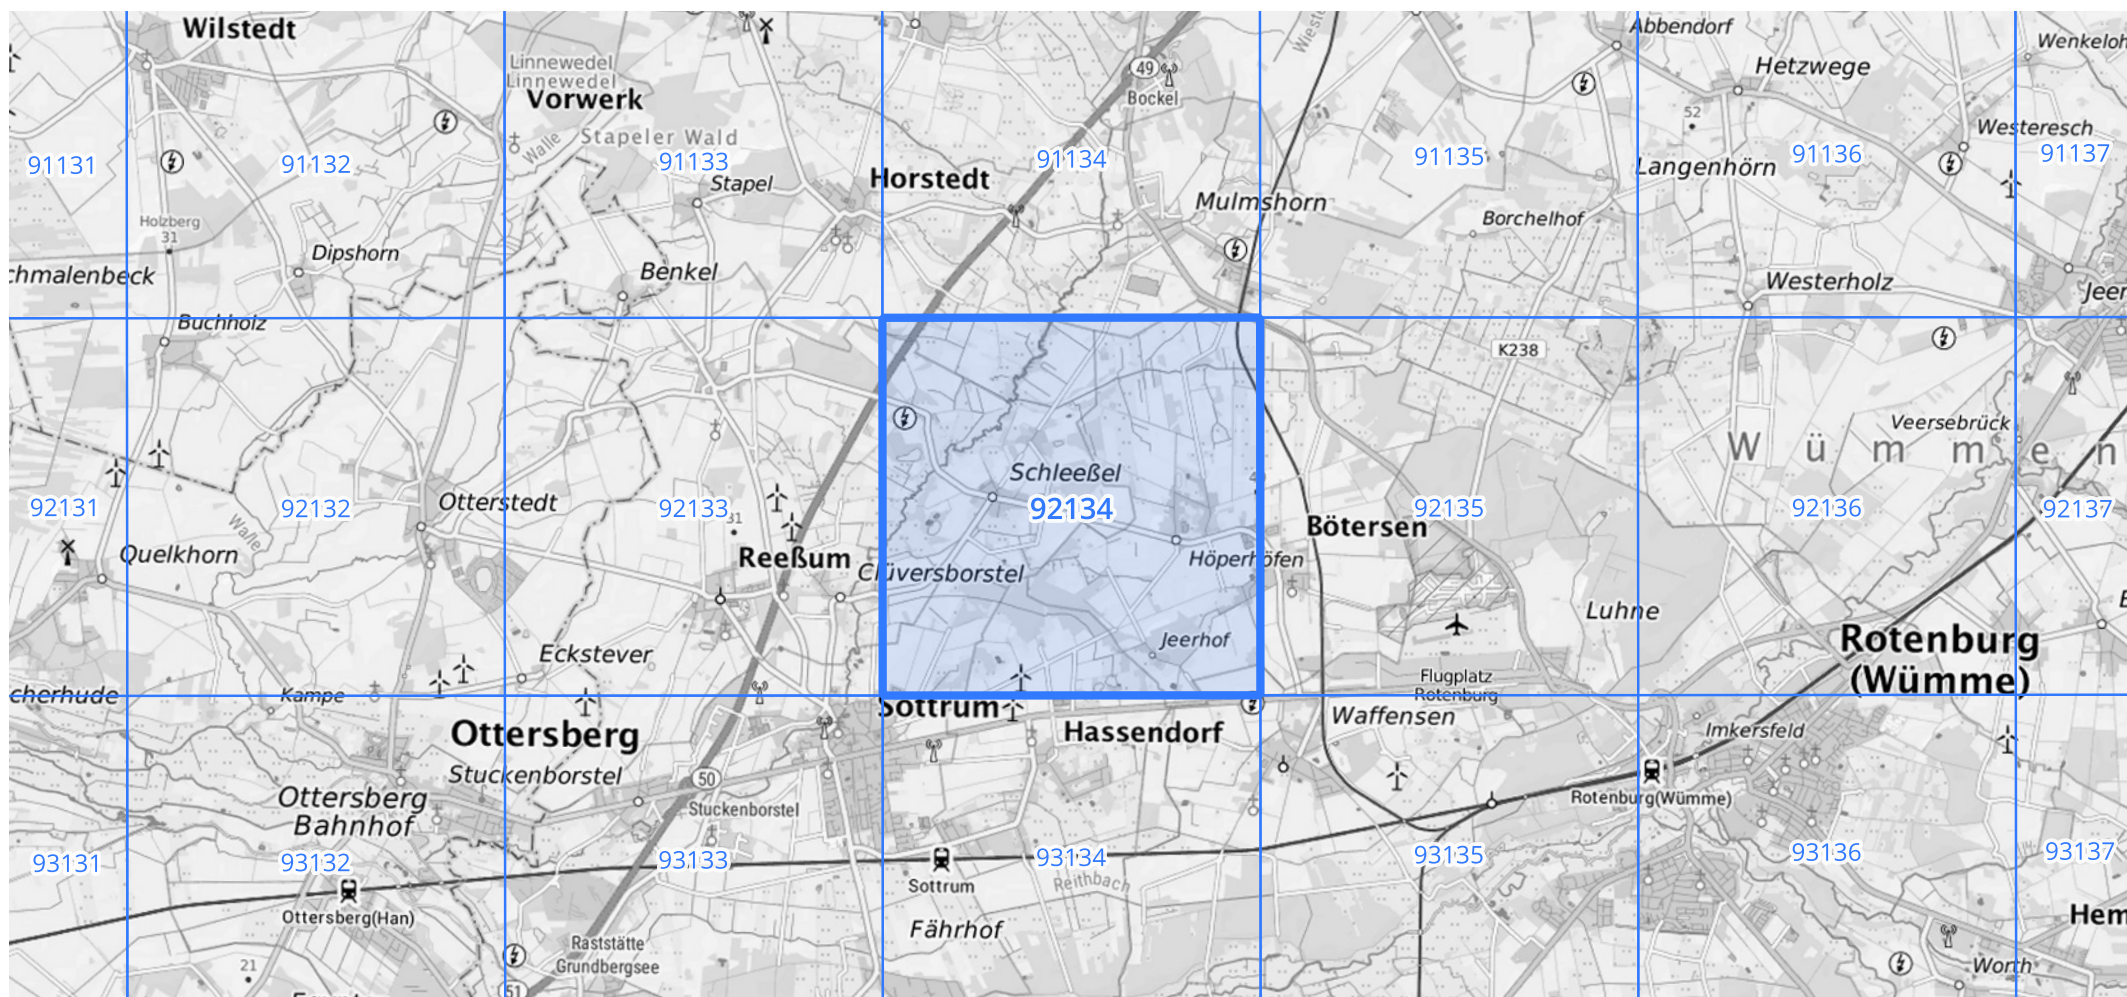 Wilstedt
Linnewedel
Linnewedel
Vorwerk
Walle
Stapeler Wald
Stapel
49
Bockel
Wieste
Abbendorf
Wenkeloh
Hetzwege
52
Westeresch
Langenhörn
91131
91132
91133
91134
91135
91136
91137
Horstedt
Mulmshorn
Borchelhof
Holzberg
31
Dipshorn
chmalenbeck
Benkel
Westerholz
Jeer
Buchholz
K238
Veersebrück
W ü m m e n
Schleeßel
Otterstedt
31
92131
92132
92133
92134
92135
92136
92137
Walle
Quelkhorn
Reeßum
Clüversborstel
Höperhöfen
Bötersen
Luhne
Jeerhof
Eckstever
Rotenburg
(Wümme)
Flugplatz
Rotenburg
cherhude
Kampe
Sottrum
Hassendorf
Waffensen
Imkersfeld
Ottersberg
Stuckenborstel
50
Stuckenborstel
Ottersberg
Bahnhof
Rotenburg(Wümme)
93131
93132
93133
93134
93135
93136
93137
Sottrum
Reithbach
Ottersberg(Han)
Fährhof
Hem
Raststätte
Grundbergsee
21
51
Worth